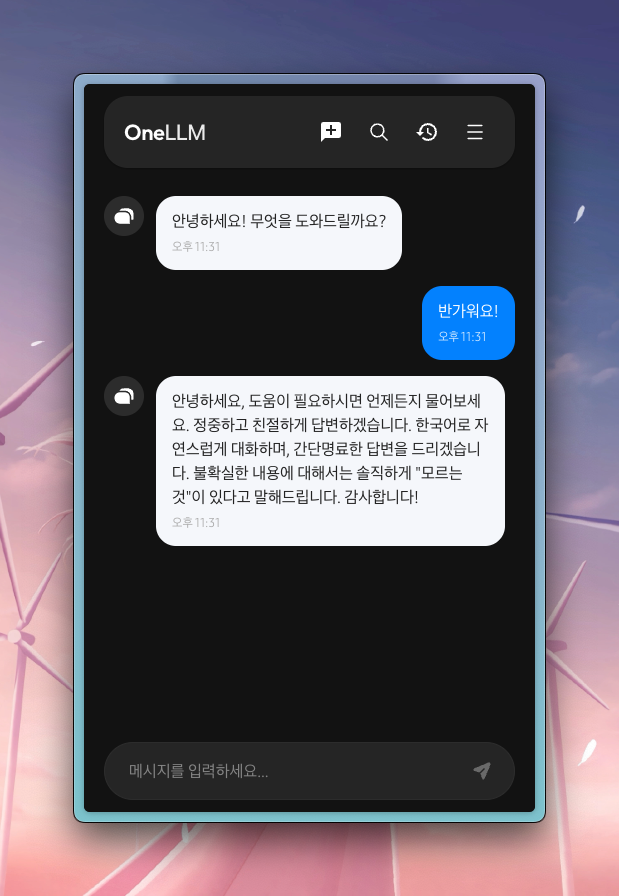 OneLLM
안녕하세요! 무엇을 도와드릴까요?
오후 11:31
반가워요!
오후 11:31
안녕하세요, 도움이 필요하시면 언제든지 물어보세
요. 정중하고 친절하게 답변하겠습니다. 한국어로 자
연스럽게 대화하며, 간단명료한 답변을 드리겠습니
다. 불확실한 내용에 대해서는 솔직하게 "모르는
것"이 있다고 말해드립니다. 감사합니다!
오후 11:31
메시지를 입력하세요...